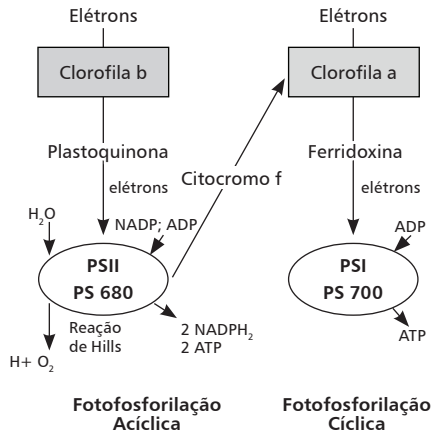 Elétrons
Elétrons
Clorofila b
Clorofila a
Plastoquinona
Ferridoxina
Citocromo f
elétrons
elétrons
H₂O
NADP; ADP
ADP
PSII
PS 680
PSI
PS 700
Reação
de Hills
2 NADPH₂
2 ATP
ATP
H+ O₂
Fotofosforilação
Acíclica
Fotofosforilação
Cíclica